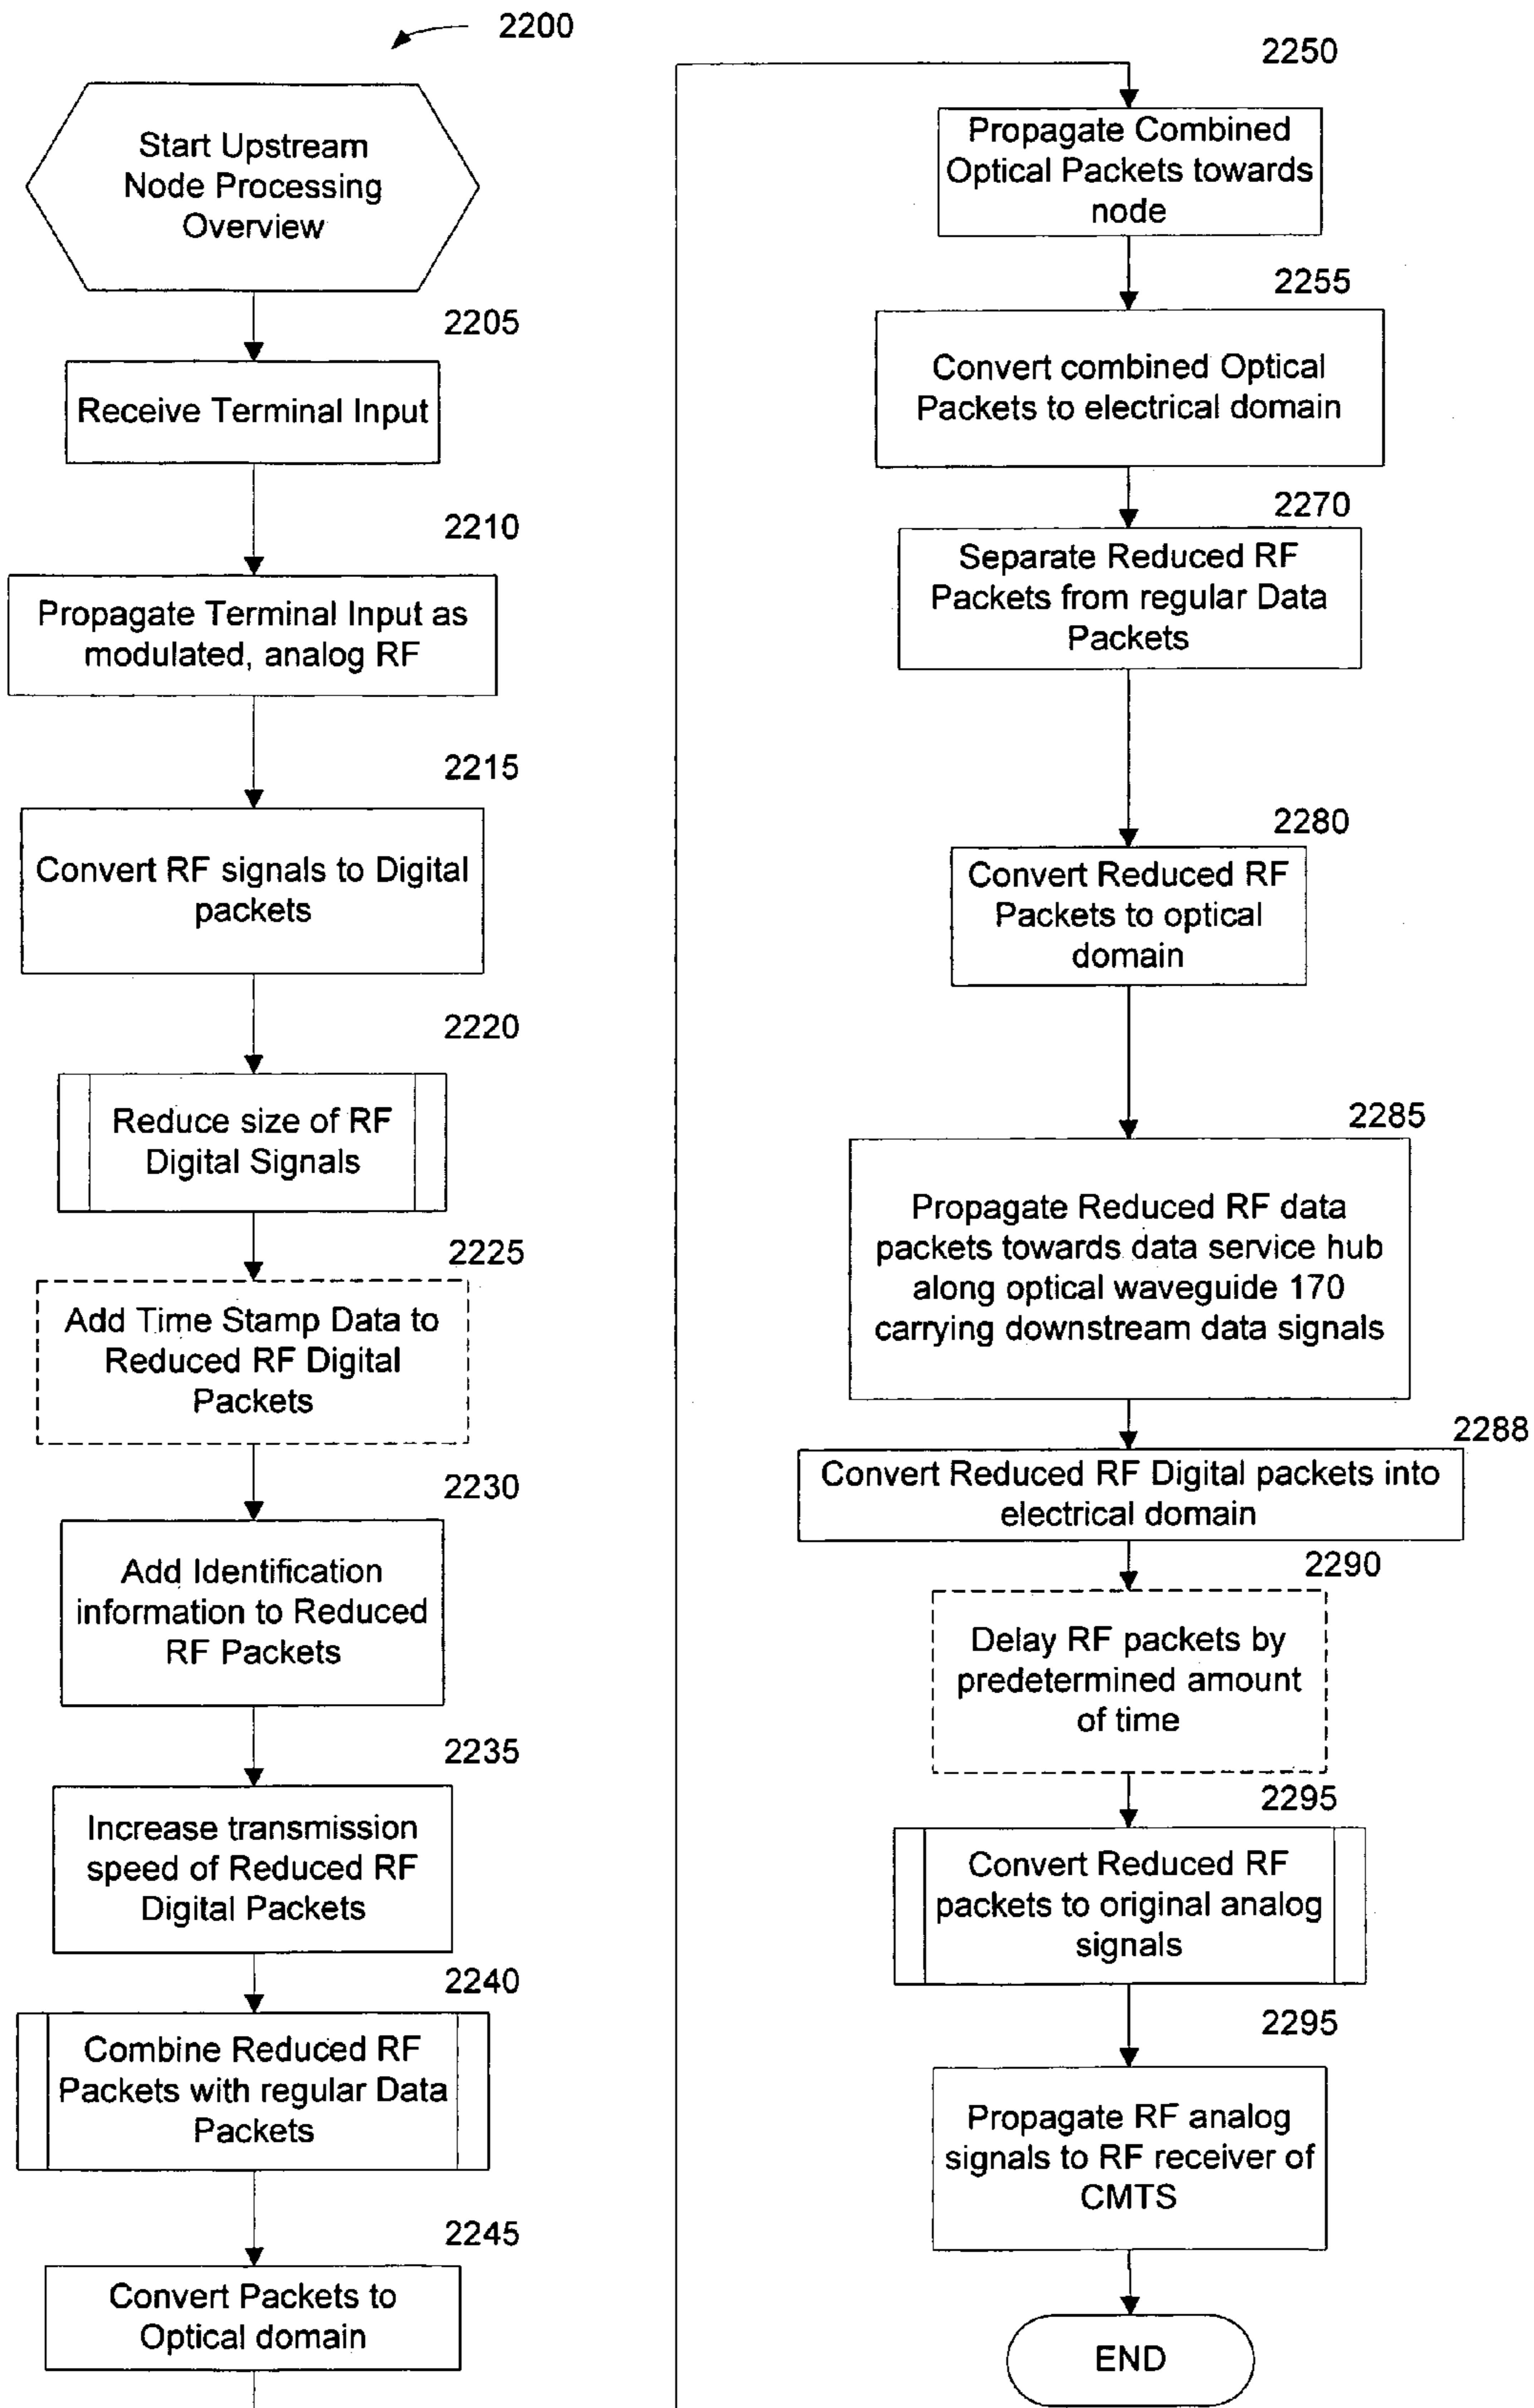 2200
Start Upstream
Node Processing
Overview
2205
Receive Terminal Input
2210
Propagate Terminal Input as
modulated, analog RF
2215
Convert RF signals to Digital
packets
2220
Reduce size of RF
Digital Signals
2225
Add Time Stamp Data to
Reduced RF Digital
Packets
2230
Add Identification
information to Reduced
RF Packets
2235
Increase transmission
speed of Reduced RF
Digital Packets
2240
Combine Reduced RF
Packets with regular Data
Packets
2245
Convert Packets to
Optical domain
2250
Propagate Combined
Optical Packets towards
node
2255
Convert combined Optical
Packets to electrical domain
2270
Separate Reduced RF
Packets from regular Data
Packets
2280
Convert Reduced RF
Packets to optical
domain
2285
Propagate Reduced RF data
packets towards data service hub
along optical waveguide 170
carrying downstream data signals
2288
Convert Reduced RF Digital packets into
electrical domain
2290
Delay RF packets by
predetermined amount
of time
2295
Convert Reduced RF
packets to original analog
signals
2295
Propagate RF analog
signals to RF receiver of
CMTS
END